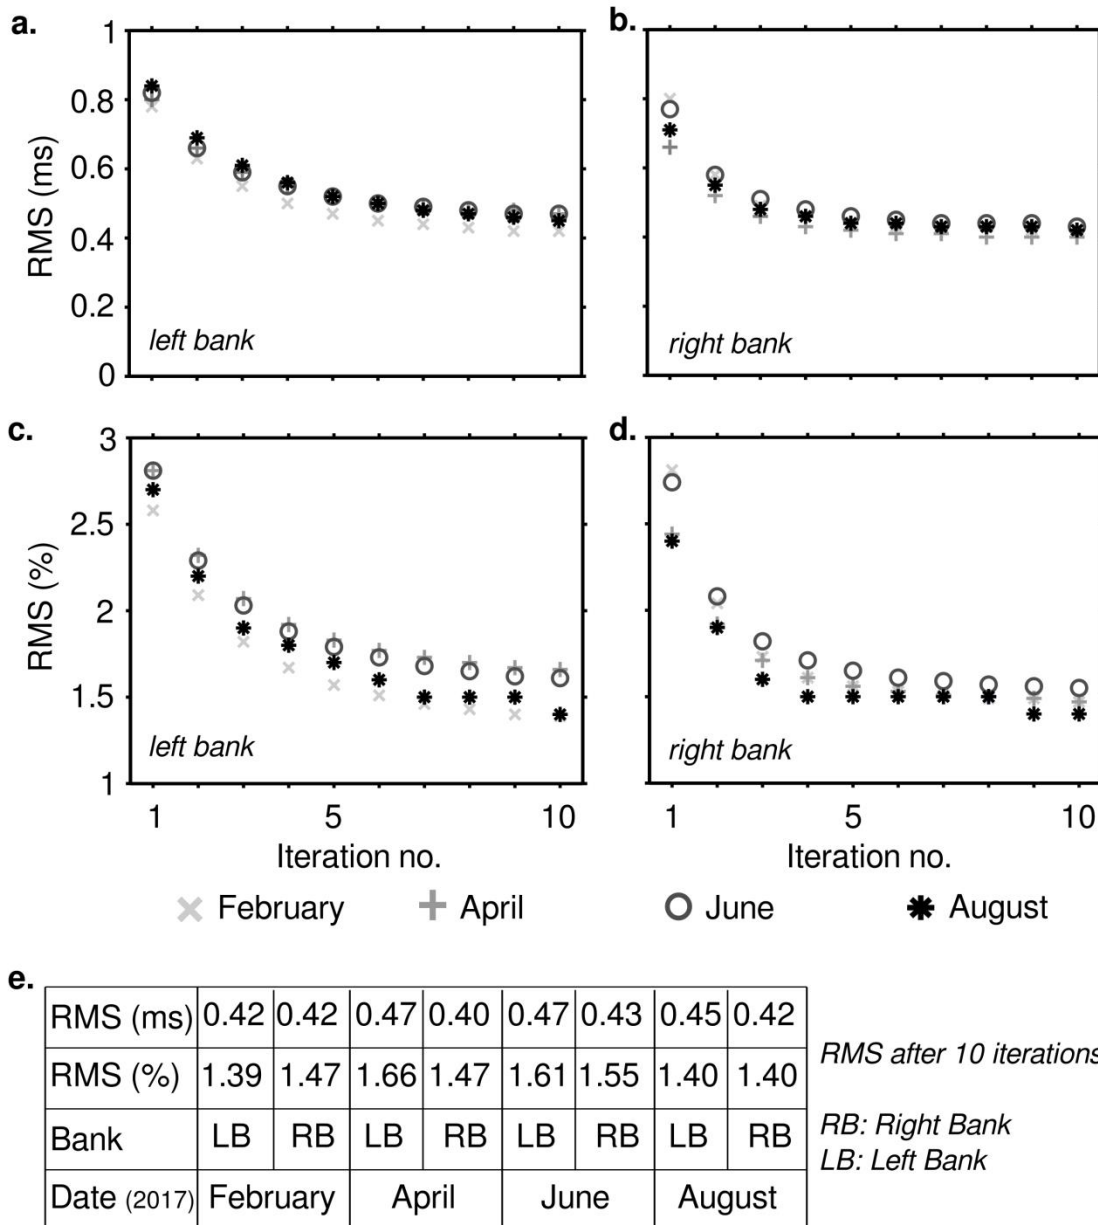 a.
b.
1
0.8
0.6
0.4
0.2
0
RMS (ms)
left bank
right bank
c.
d.
3
2.5
2
1.5
1
RMS (%)
left bank
right bank
1 5 10 1 5 10
Iteration no. Iteration no.
February April June August
e.
RMS (ms) 0.42 0.42 0.47 0.40 0.47 0.43 0.45 0.42
RMS (%) 1.39 1.47 1.66 1.47 1.61 1.55 1.40 1.40
RMS after 10 iterations
Bank LB RB LB RB LB RB LB RB
RB: Right Bank
LB: Left Bank
Date (2017) February April June August